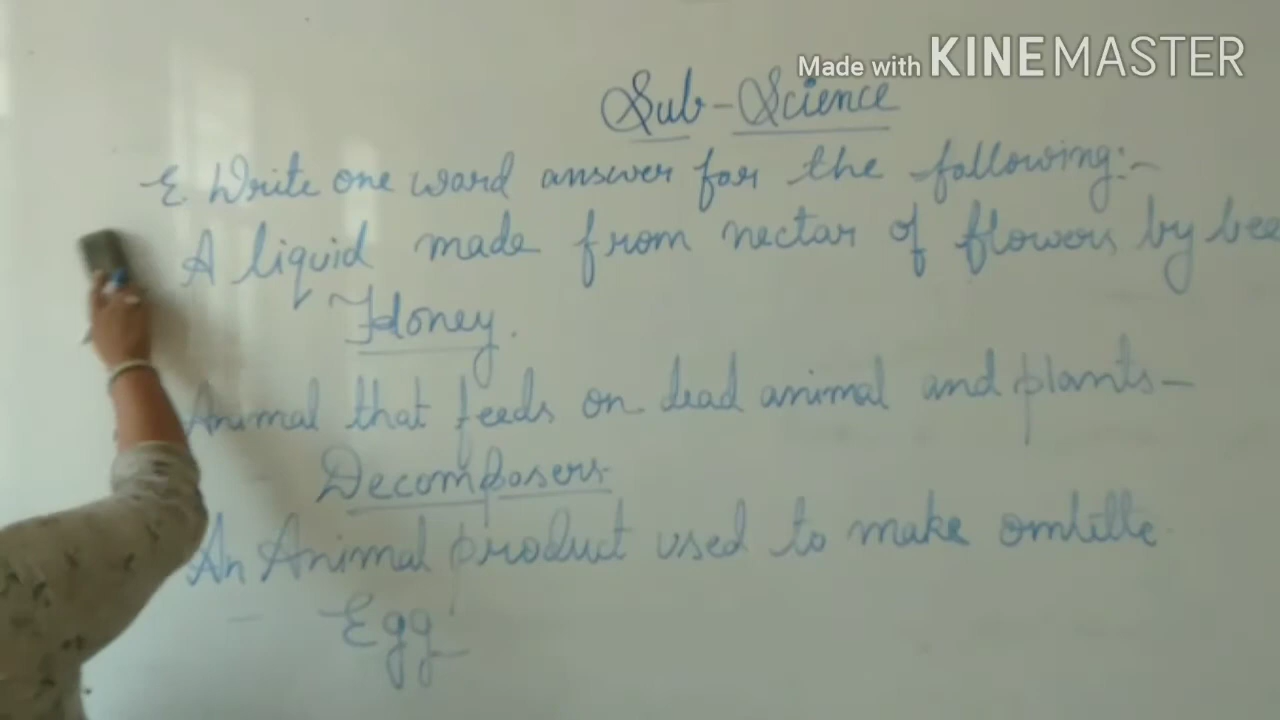 Made with KINEMASTER
Sub - Science
E. Write one word answer for the following:-
A liquid made from nectar of flowers by bee
Honey.
Animal that feeds on dead animal and plants-
Decomposers.
An Animal product used to make omlette.
Egg